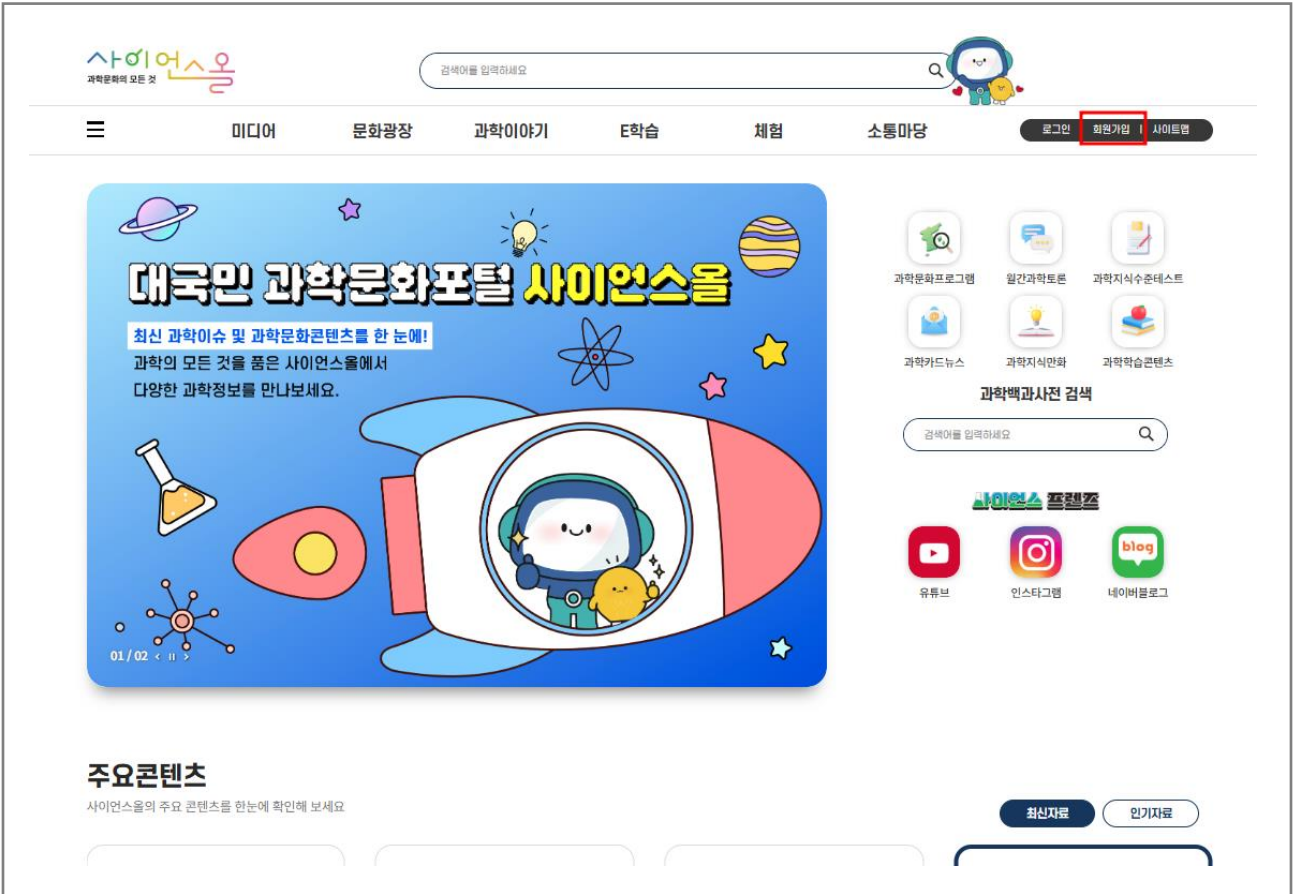 사이언스올
과학문화의 모든 것
검색어를 입력하세요
미디어 문화광장 과학이야기 E학습 체험 소통마당 로그인 회원가입 | 사이트맵
대국민 과학문화포털 사이언스올
최신 과학이슈 및 과학문화콘텐츠를 한 눈에!
과학의 모든 것을 품은 사이언스올에서
다양한 과학정보를 만나보세요.
01 / 02
과학문화프로그램 월간과학토론 과학지식수준테스트
과학카드뉴스 과학지식만화 과학학습콘텐츠
과학백과사전 검색
검색어를 입력하세요
사이언스 프렌즈
blog
유튜브 인스타그램 네이버블로그
주요콘텐츠
사이언스올의 주요 콘텐츠를 한눈에 확인해 보세요
최신자료 인기자료